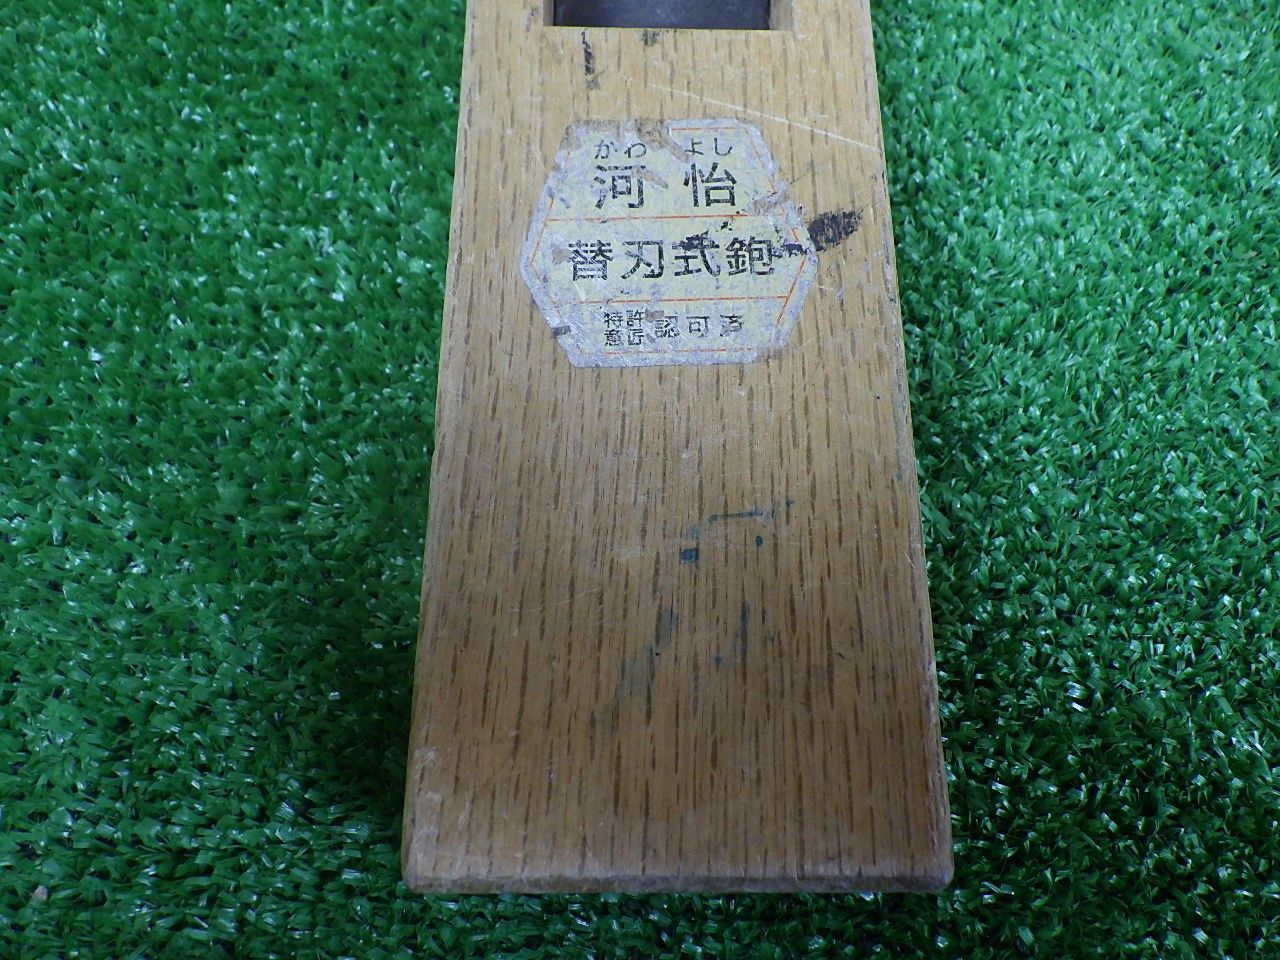 かわ よし
河 怡
替刃式鉋
特許
意匠 認可済